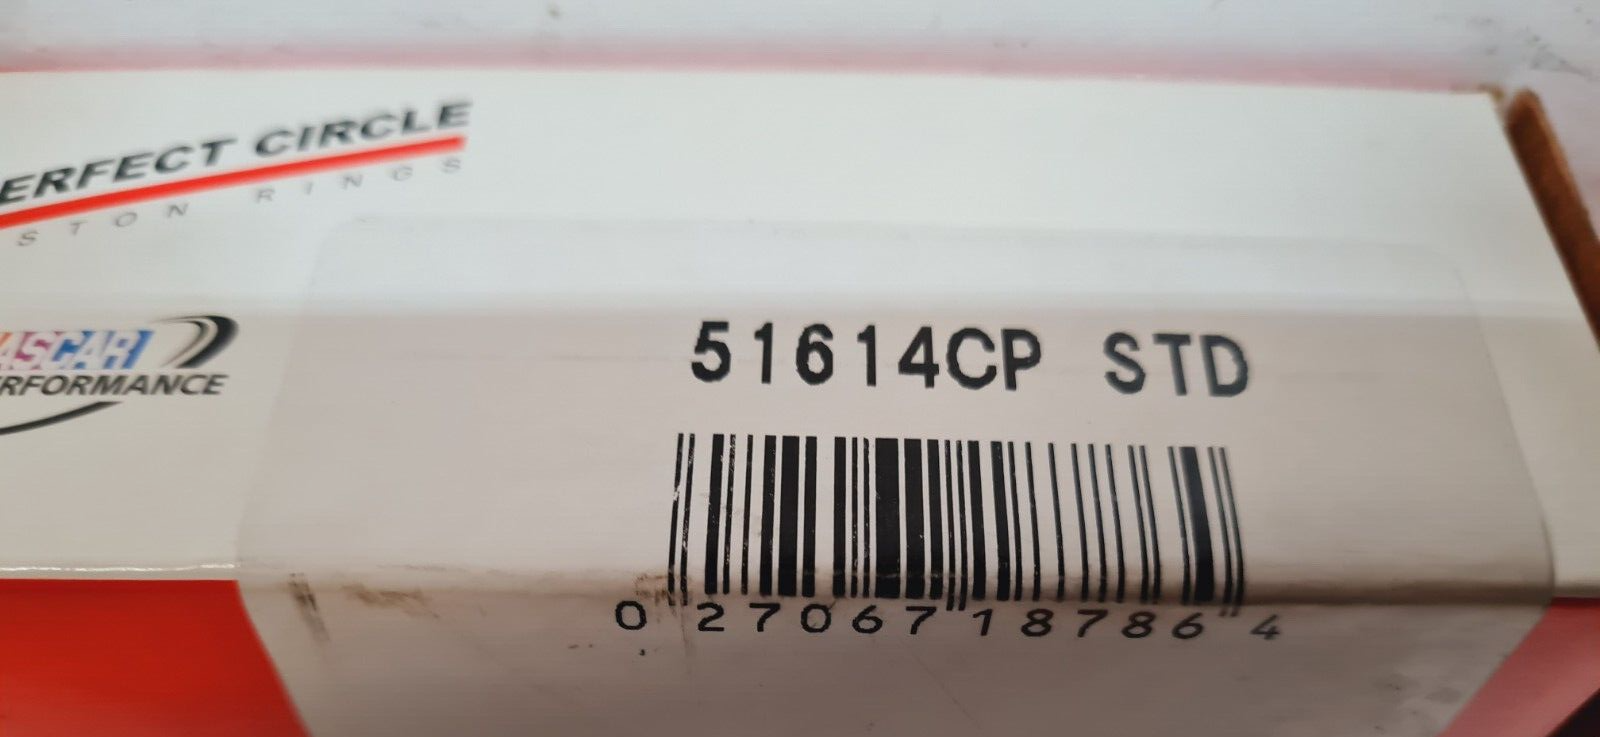 ERFECT CIRCLE
STON RINGS
ASCAR
RFORMANCE
51614CP STD
0 27067 18786 4